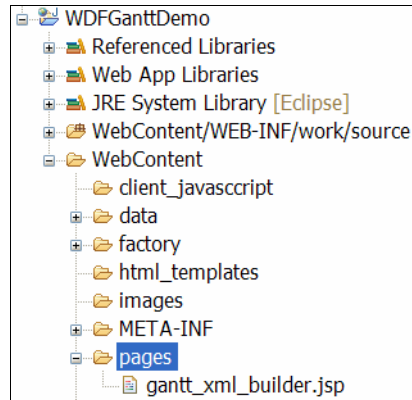 WDFGanttDemo
Referenced Libraries
Web App Libraries
JRE System Library [Eclipse]
WebContent/WEB-INF/work/source
WebContent
client_javasccript
data
factory
html_templates
images
META-INF
pages
gantt_xml_builder.jsp